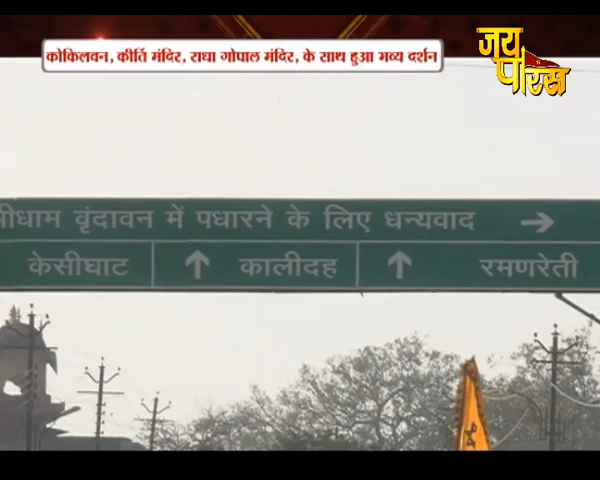 कोकिलवन, कीर्ति मंदिर, राधा गोपाल मंदिर, के साथ हुआ भव्य दर्शन
जय
पारस
वृंदावन में पधारने के लिए धन्यवाद →
केसीघाट ↑ कालीदह ↑ रमणरेती